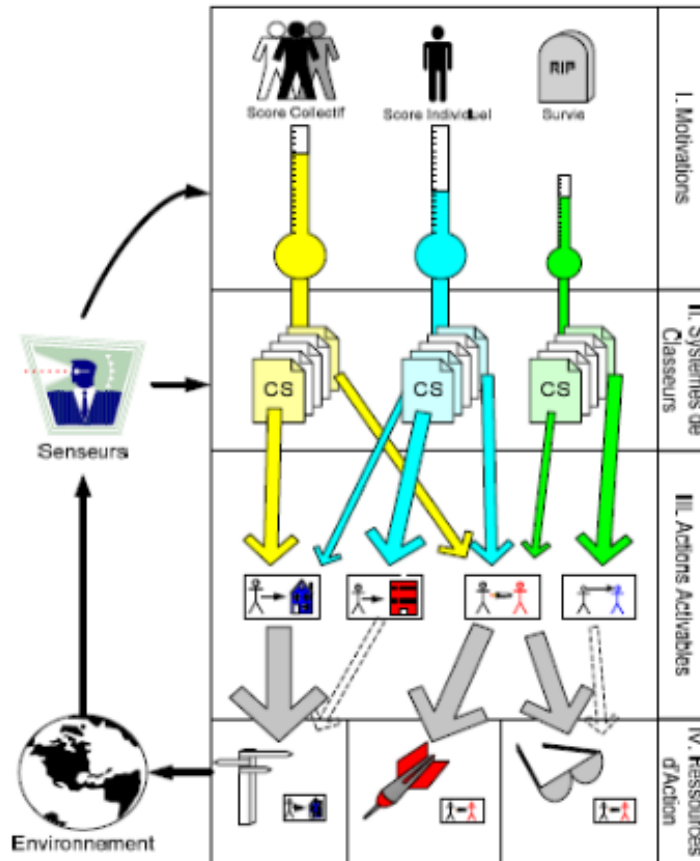 Score Collectif
Score Individuel
RIP
Survie
I. Motivations
CS
CS
CS
II. Systèmes de
Classeurs
Senseurs
III. Actions Activables
IV. Ressources
d'Action
Environnement